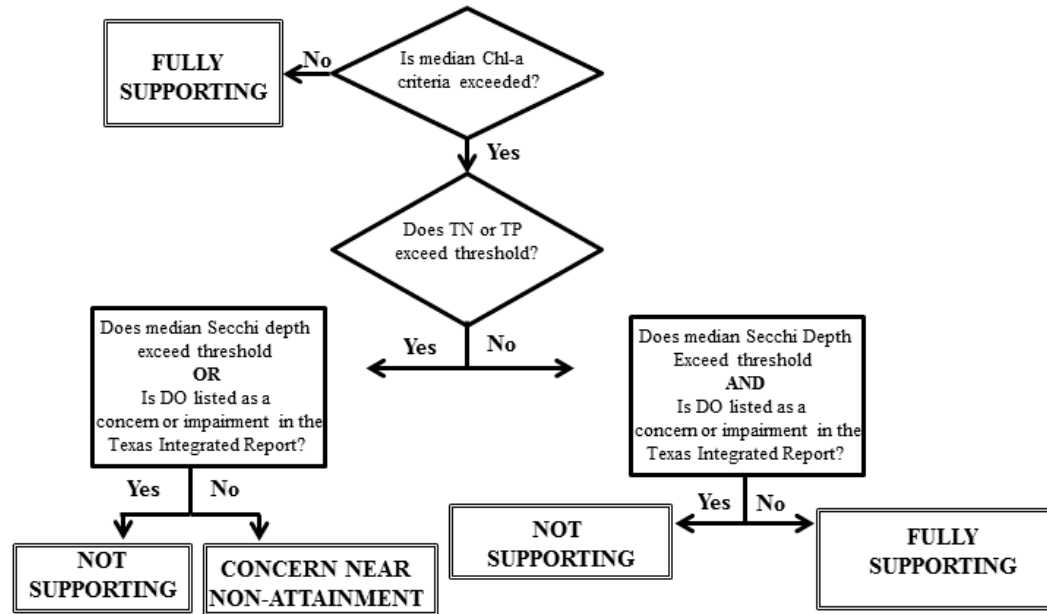 Is median Chl-a
criteria exceeded?
No
FULLY
SUPPORTING
Yes
Does TN or TP
exceed threshold?
Yes
No
Does median Secchi depth
exceed threshold
OR
Is DO listed as a
concern or impairment in the
Texas Integrated Report?
Yes
No
NOT
SUPPORTING
CONCERN NEAR
NON-ATTAINMENT
Does median Secchi Depth
Exceed threshold
AND
Is DO listed as a
concern or impairment in the
Texas Integrated Report?
Yes
No
NOT
SUPPORTING
FULLY
SUPPORTING